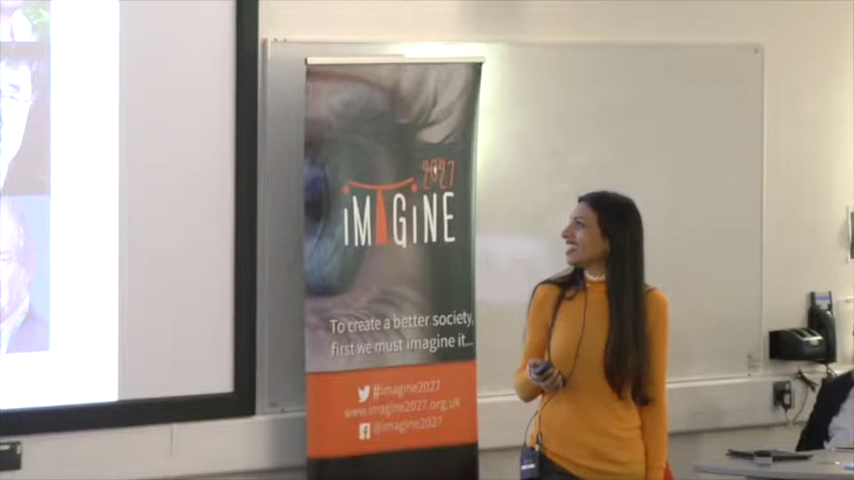 2027
iMAGiNE
To create a better society,
first we must imagine it...
#imagine2027
www.imagine2027.org.uk
@imagine2027